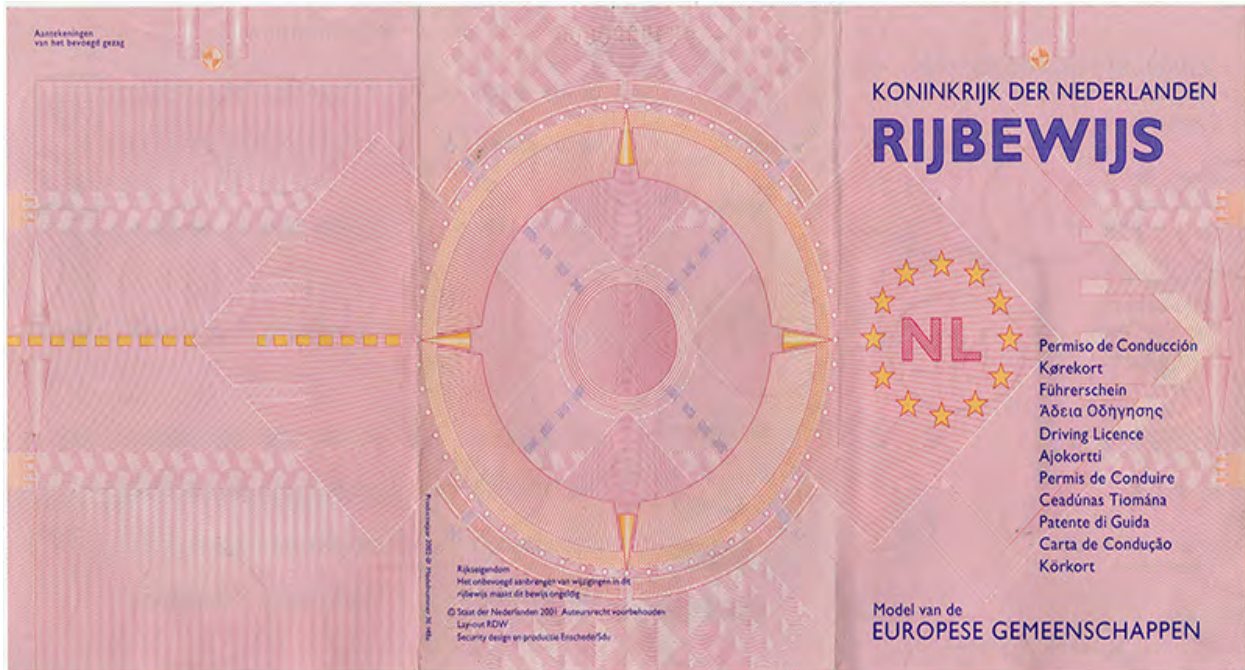 Aantekeningen
van het bevoegd gezag
Rijkseigendom
Het onbevoegd aanbrengen van wijzigingen in dit
rijbewijs maakt dit bewijs ongeldig
© Staat der Nederlanden 2001 Auteursrecht voorbehouden
Lay-out RDW
Security design en productie Enschedé/Sdu
KONINKRIJK DER NEDERLANDEN
RIJBEWIJS
NL
Permiso de Conducción
Kørekort
Führerschein
Άδεια Οδήγησης
Driving Licence
Ajokortti
Permis de Conduire
Ceadúnas Tiomána
Patente di Guida
Carta de Condução
Körkort
Model van de
EUROPESE GEMEENSCHAPPEN